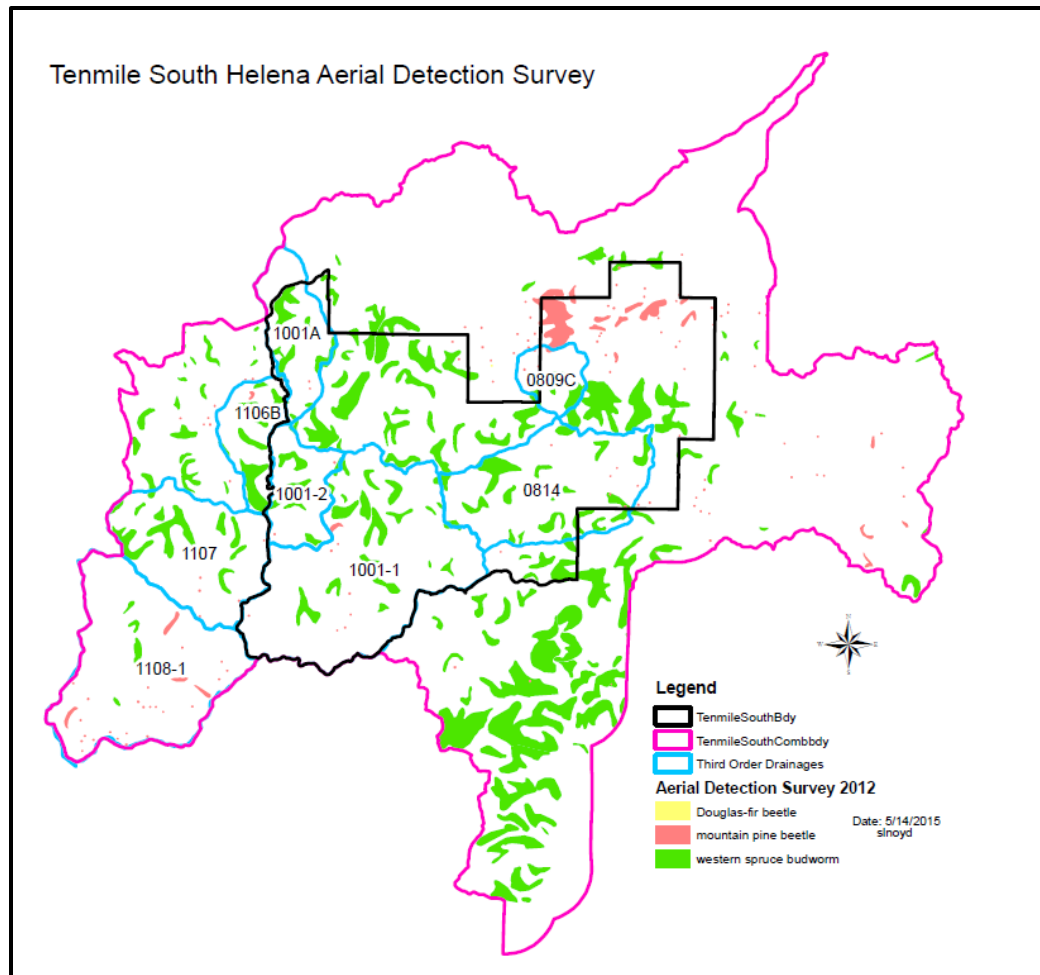 Tenmile South Helena Aerial Detection Survey
1001A
0809C
1106B
1001-2
0814
1107
1001-1
1108-1
N
W
E
S
Legend
TenmileSouthBdy
TenmileSouthCombbdy
Third Order Drainages
Aerial Detection Survey 2012
Douglas-fir beetle
mountain pine beetle
western spruce budworm
Date: 5/14/2015
slnoyd